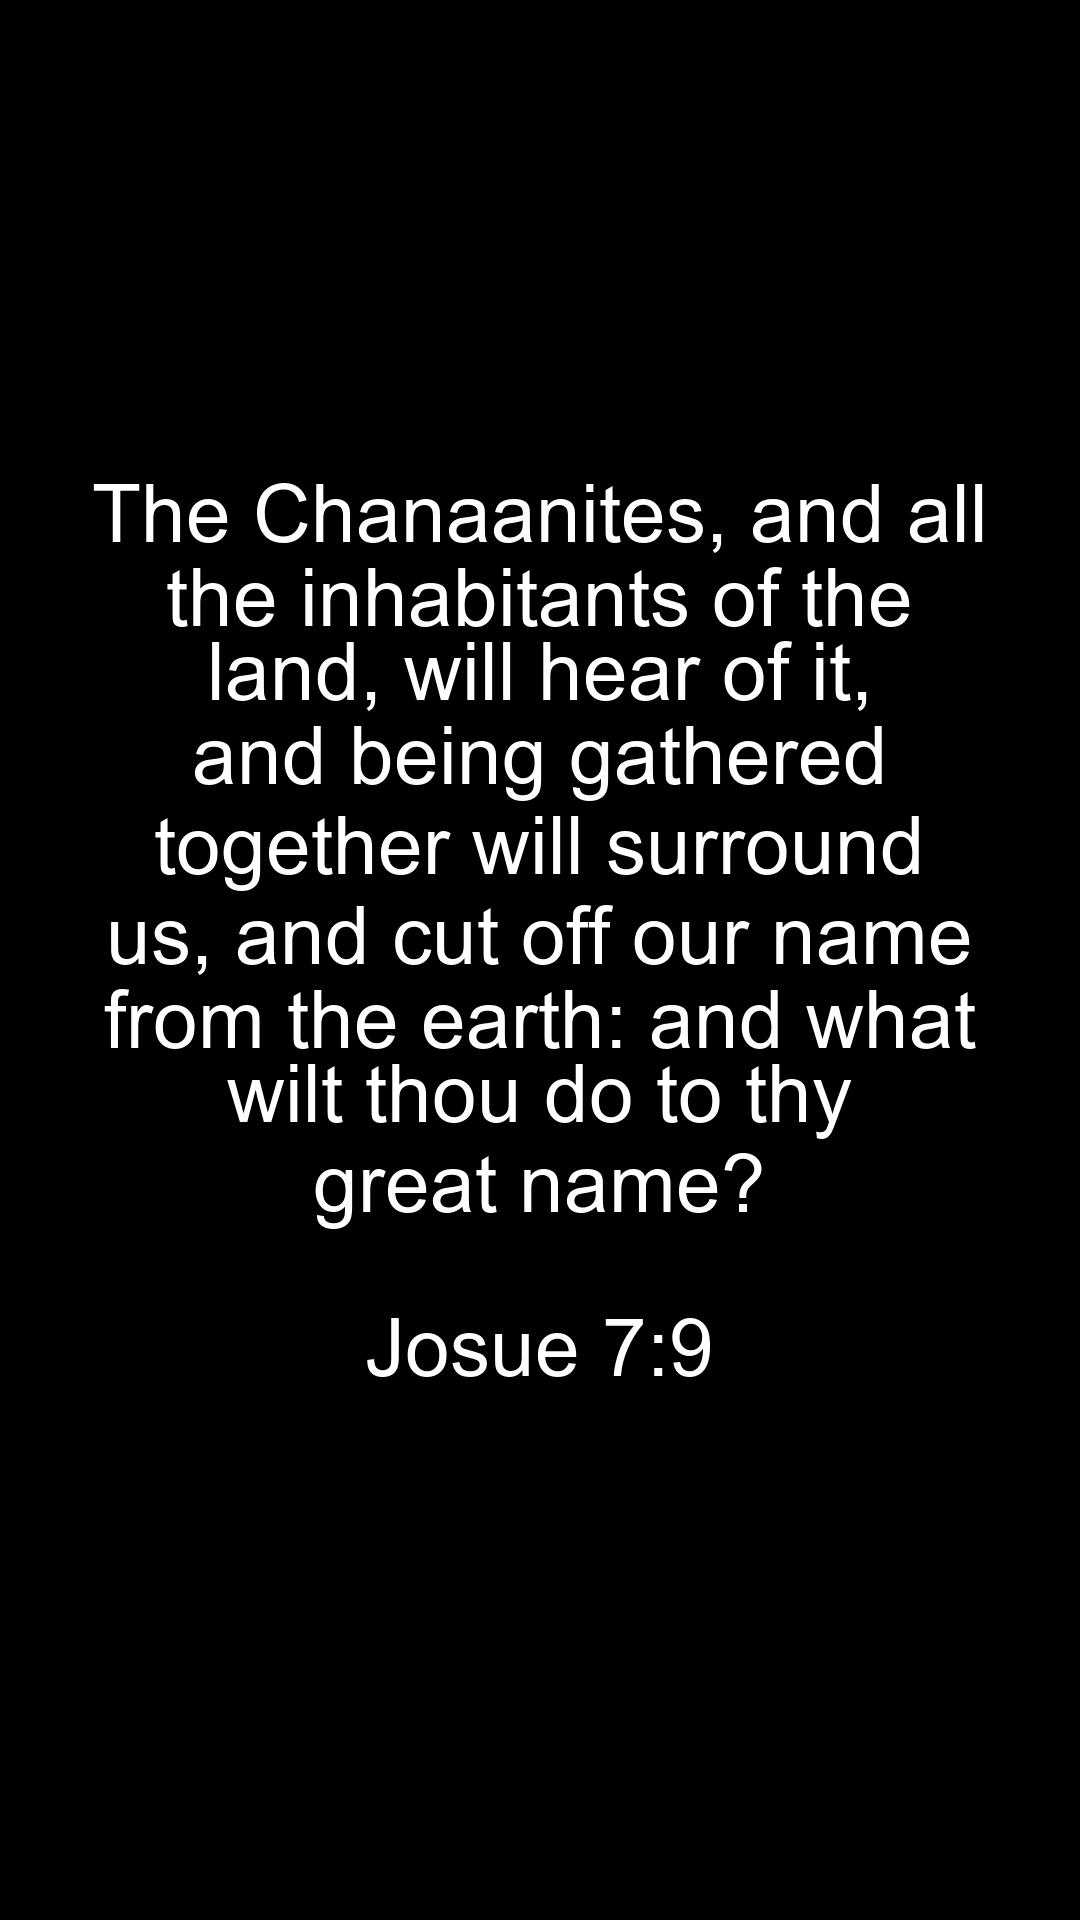 The Chanaanites, and all
the inhabitants of the
land, will hear of it,
and being gathered
together will surround
us, and cut off our name
from the earth: and what
wilt thou do to thy
great name?
Josue 7:9